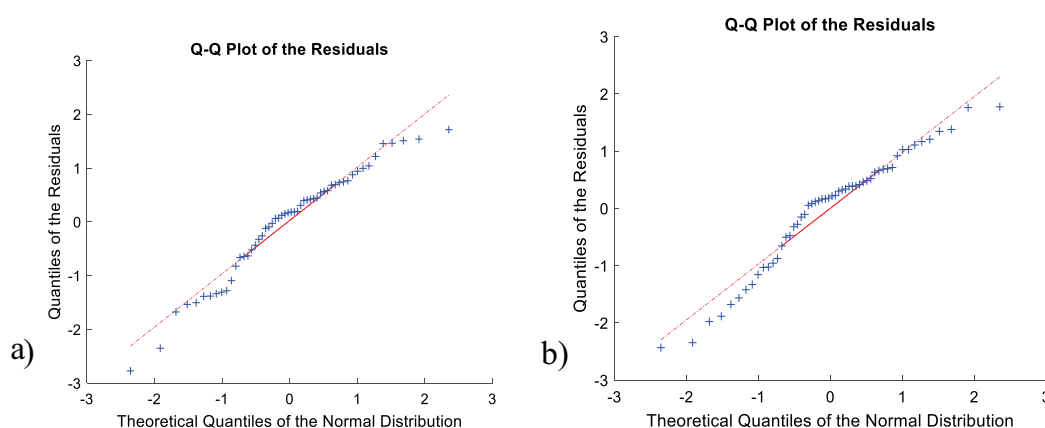 Q-Q Plot of the Residuals
3
2
1
0
-1
-2
-3
Quantiles of the Residuals
-3 -2 -1 0 1 2 3
Theoretical Quantiles of the Normal Distribution
a)
Q-Q Plot of the Residuals
3
2
1
0
-1
-2
-3
Quantiles of the Residuals
-3 -2 -1 0 1 2 3
Theoretical Quantiles of the Normal Distribution
b)